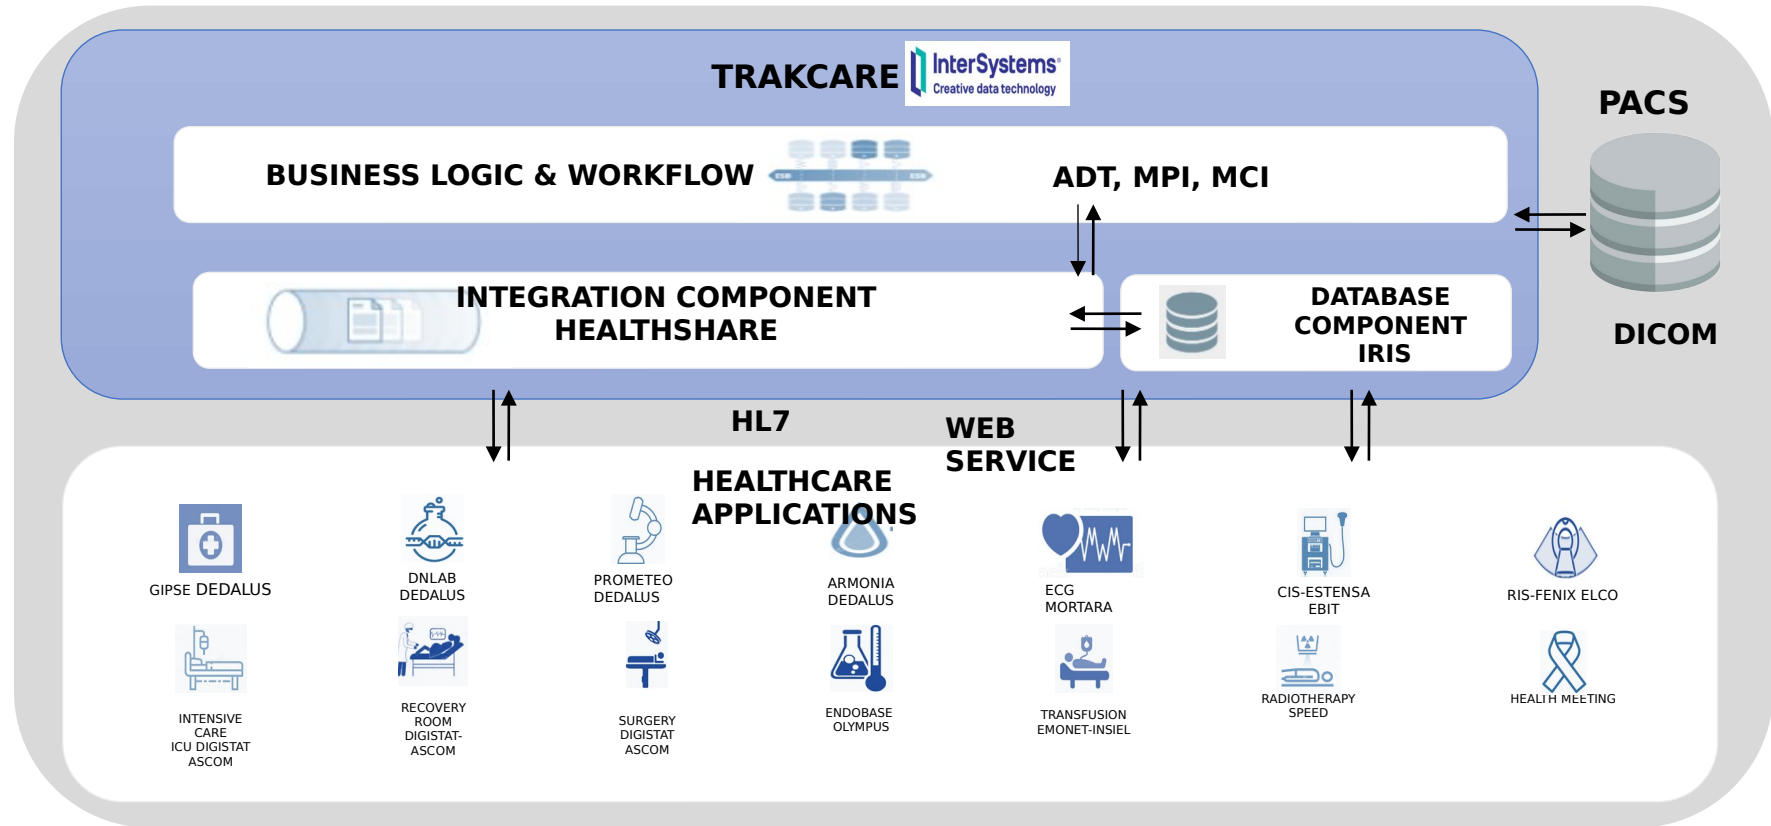 TRAKCARE
InterSystems®
Creative data technology
PACS
BUSINESS LOGIC & WORKFLOW
ESB
ESB
ADT, MPI, MCI
INTEGRATION COMPONENT
HEALTHSHARE
DATABASE
COMPONENT
IRIS
DICOM
HL7
WEB
SERVICE
HEALTHCARE
APPLICATIONS
GIPSE DEDALUS
DNLAB
DEDALUS
PROMETEO
DEDALUS
ARMONIA
DEDALUS
ECG
MORTARA
CIS-ESTENSA
EBIT
RIS-FENIX ELCO
INTENSIVE
CARE
ICU DIGISTAT
ASCOM
RECOVERY
ROOM
DIGISTAT-
ASCOM
SURGERY
DIGISTAT
ASCOM
ENDOBASE
OLYMPUS
TRANSFUSION
EMONET-INSIEL
RADIOTHERAPY
SPEED
HEALTH MEETING